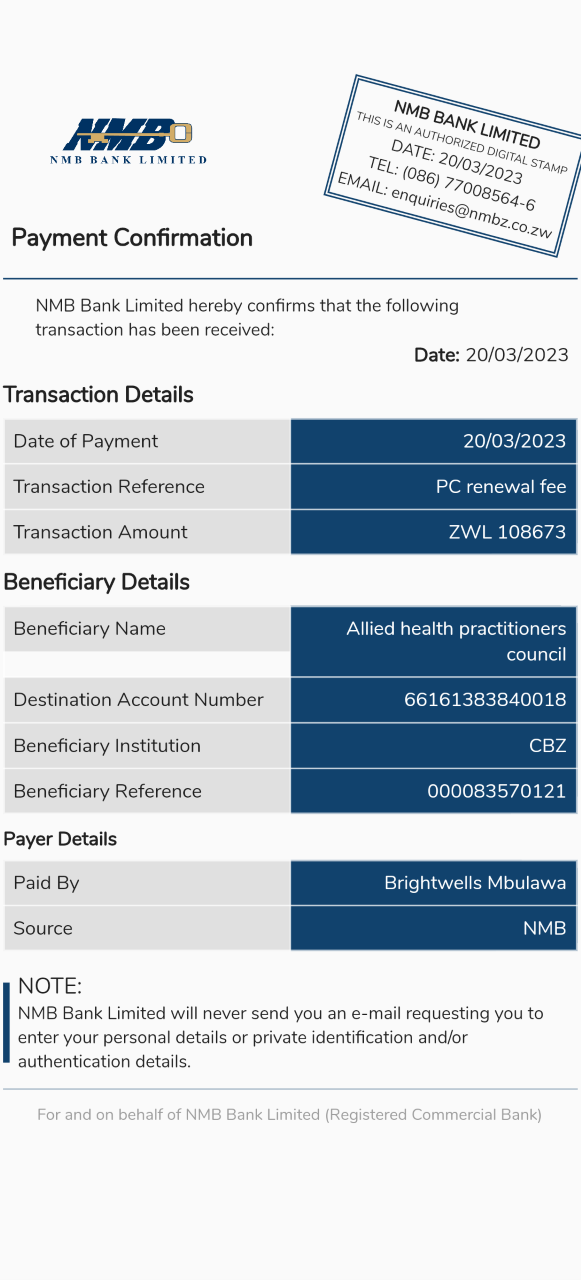 NMB
NMB BANK LIMITED
NMB BANK LIMITED
THIS IS AN AUTHORIZED DIGITAL STAMP
DATE: 20/03/2023
TEL: (086) 77008564-6
EMAIL: enquiries@nmbz.co.zw
Payment Confirmation
NMB Bank Limited hereby confirms that the following
transaction has been received:
Date: 20/03/2023
Transaction Details
Date of Payment 20/03/2023
Transaction Reference PC renewal fee
Transaction Amount ZWL 108673
Beneficiary Details
Beneficiary Name Allied health practitioners
council
Destination Account Number 66161383840018
Beneficiary Institution CBZ
Beneficiary Reference 000083570121
Payer Details
Paid By Brightwells Mbulawa
Source NMB
NOTE:
NMB Bank Limited will never send you an e-mail requesting you to
enter your personal details or private identification and/or
authentication details.
For and on behalf of NMB Bank Limited (Registered Commercial Bank)